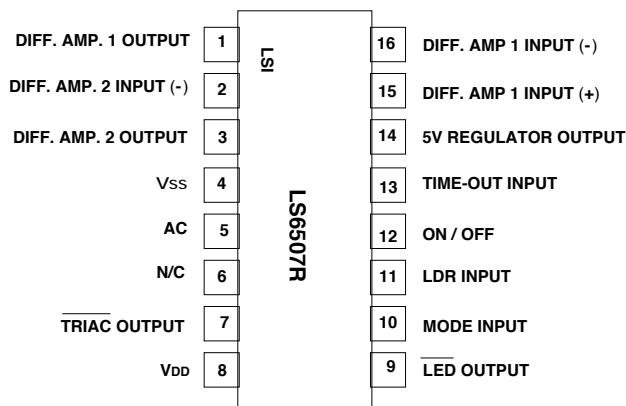 DIFF. AMP. 1 OUTPUT 1 LSI 16 DIFF. AMP 1 INPUT (-)
DIFF. AMP. 2 INPUT (-) 2 15 DIFF. AMP 1 INPUT (+)
DIFF. AMP. 2 OUTPUT 3 14 5V REGULATOR OUTPUT
Vss 4 13 TIME-OUT INPUT
LS6507R
AC 5 12 ON / OFF
N/C 6 11 LDR INPUT
TRIAC OUTPUT 7 10 MODE INPUT
VDD 8 9 LED OUTPUT